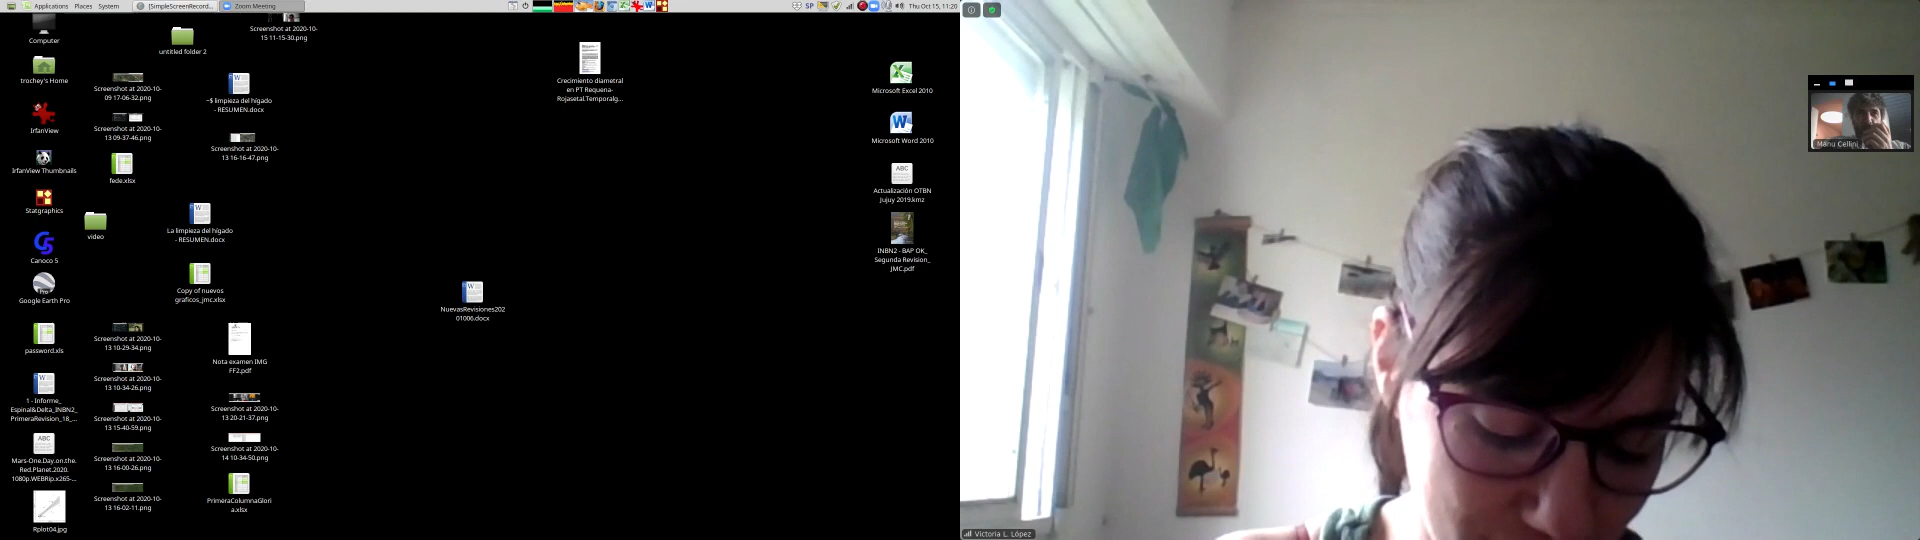 Applications Places System [SimpleScreenRecord... Zoom Meeting
SP Thu Oct 15, 11:20
Computer
trochey's Home
IrfanView
IrfanView Thumbnails
Statgraphics
Canoco 5
Google Earth Pro
password.xls
1 - Informe_
Espinal&Delta_INBN2_
PrimeraRevision_18_...
ABC
Mars-One.Day.on.the.
Red.Planet.2020.
1080p.WEBRip.x265-...
Rplot04.jpg
Screenshot at 2020-10-
09 17-06-32.png
Screenshot at 2020-10-
13 09-37-46.png
fede.xlsx
video
Screenshot at 2020-10-
13 10-29-34.png
Screenshot at 2020-10-
13 10-34-26.png
Screenshot at 2020-10-
13 15-40-59.png
Screenshot at 2020-10-
13 16-00-26.png
Screenshot at 2020-10-
13 16-02-11.png
untitled folder 2
~$ limpieza del hígado
- RESUMEN.docx
Screenshot at 2020-10-
13 16-16-47.png
La limpieza del hígado
- RESUMEN.docx
Copy of nuevos
graficos_jmc.xlsx
Nota examen IMG
FF2.pdf
Screenshot at 2020-10-
13 20-21-37.png
Screenshot at 2020-10-
14 10-34-50.png
PrimeraColumnaGlori
a.xlsx
Screenshot at 2020-10-
15 11-15-30.png
NuevasRevisiones202
01006.docx
Crecimiento diametral
en PT Requena-
Rojasetal.Temporalg...
Microsoft Excel 2010
Microsoft Word 2010
ABC
Actualización OTBN
Jujuy 2019.kmz
INBN2 - BAP OK_
Segunda Revision_
JMC.pdf
Manu Cellini
Victoria L. López